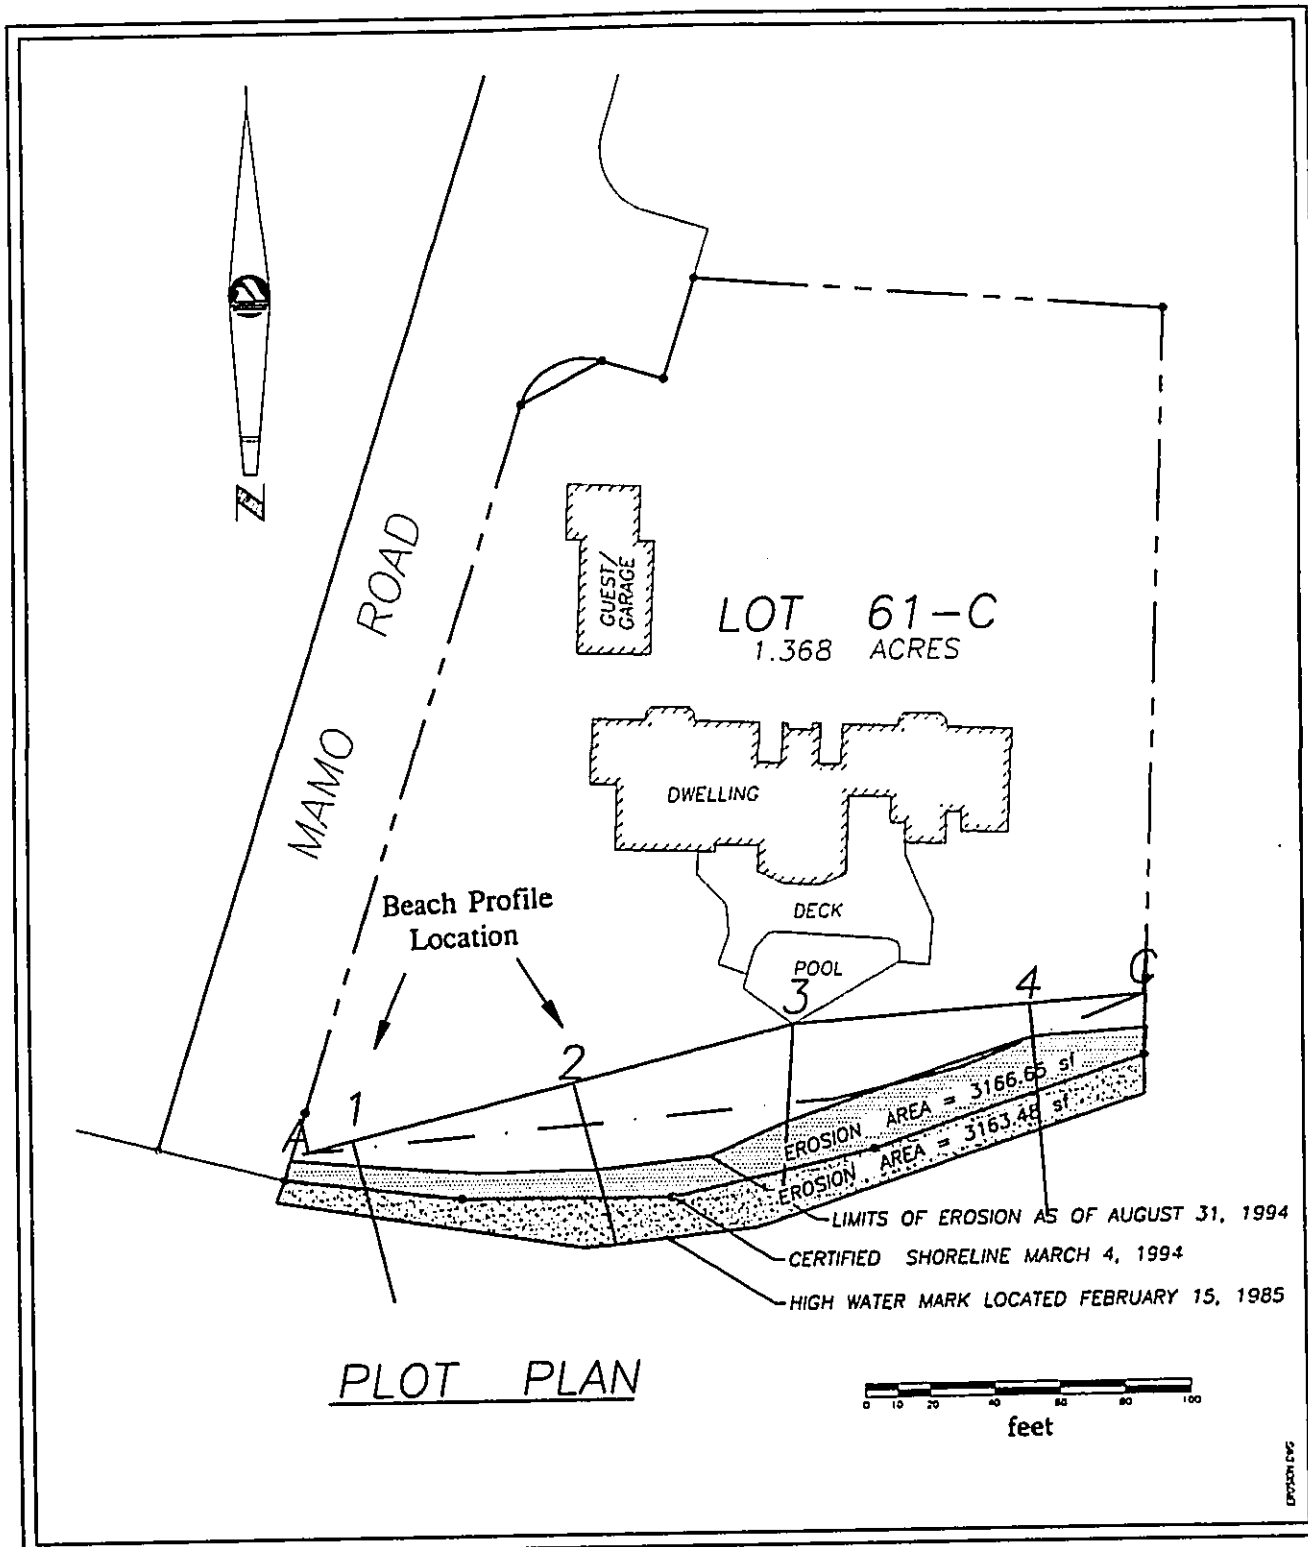 MAMO ROAD
GUEST/
GARAGE
LOT 61-C
1.368 ACRES
DWELLING
DECK
POOL
Beach Profile
Location
A
1
2
3
4
C
EROSION AREA = 3166.65 sf
EROSION AREA = 3163.48 sf
LIMITS OF EROSION AS OF AUGUST 31, 1994
CERTIFIED SHORELINE MARCH 4, 1994
HIGH WATER MARK LOCATED FEBRUARY 15, 1985
PLOT PLAN
0 10 20 40 60 80 100
feet
N
EROSION.DWG